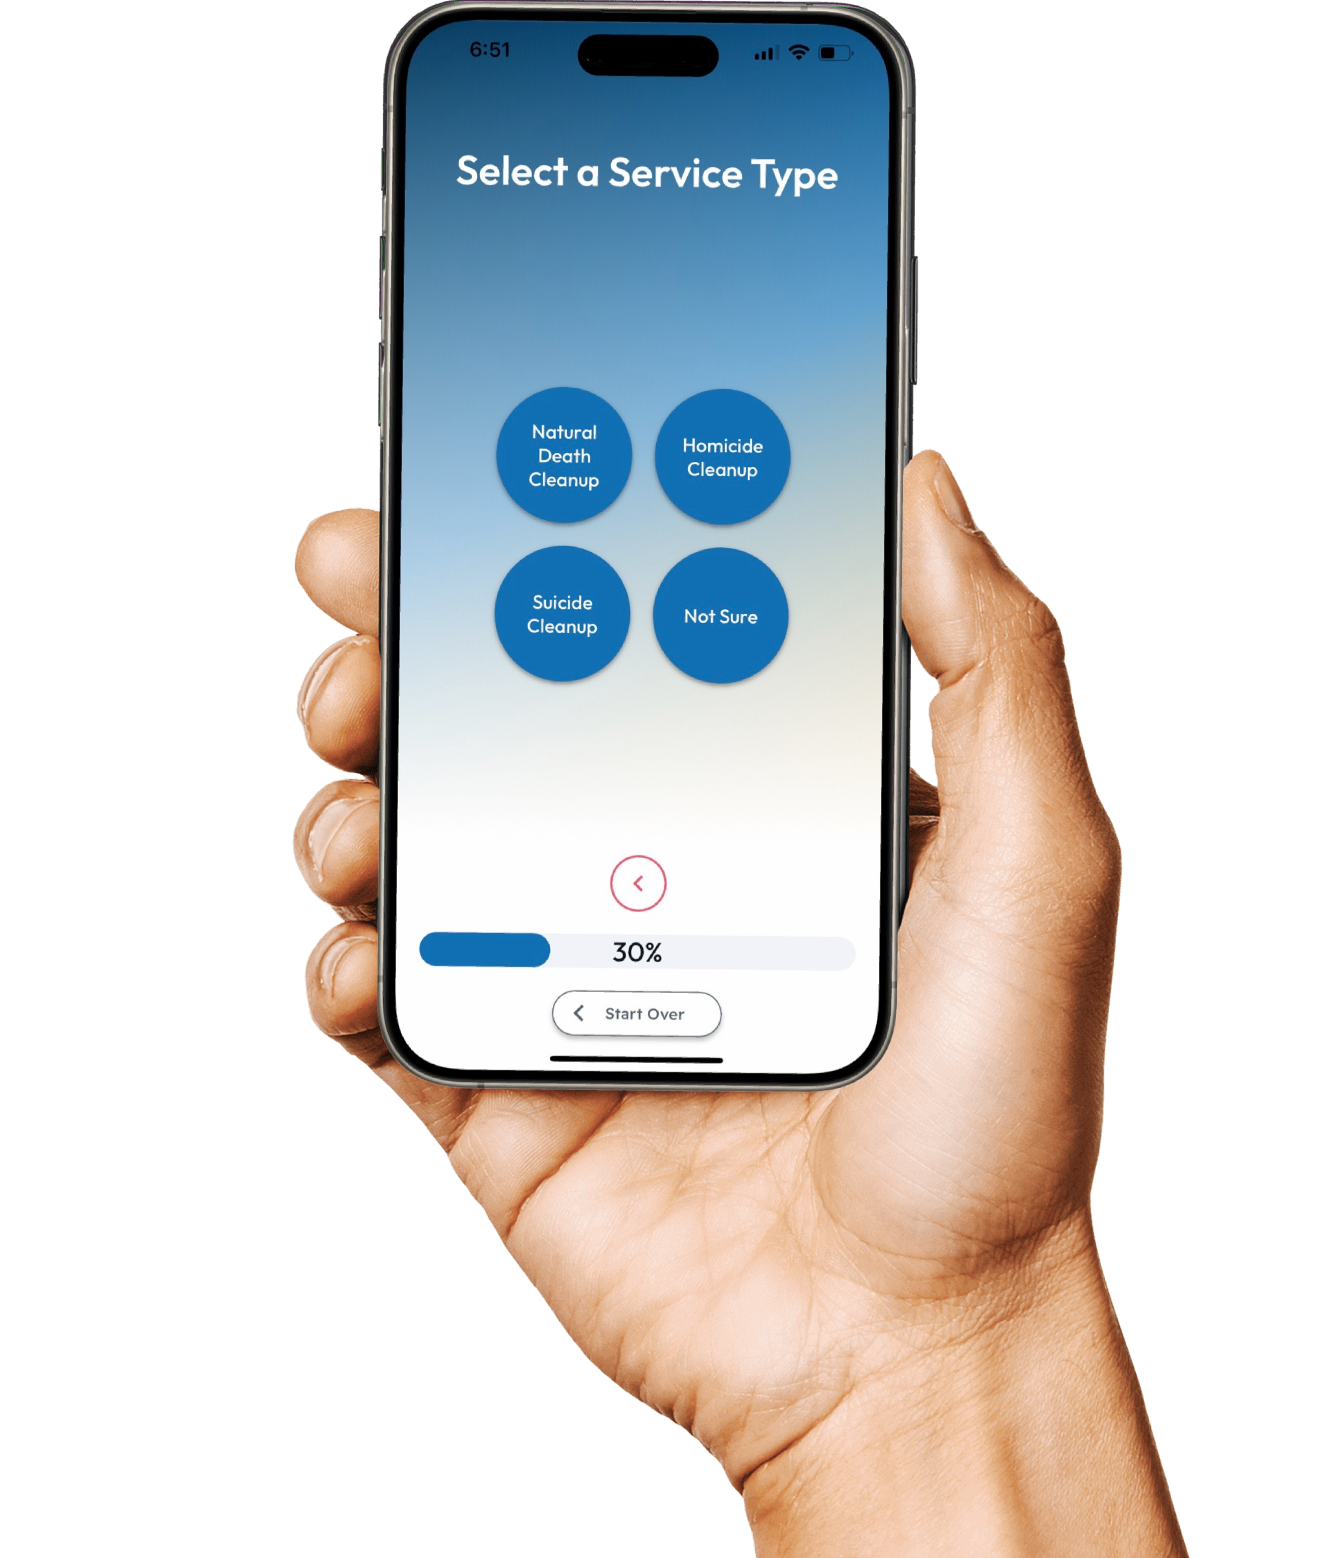 6:51
Select a Service Type
Natural
Death
Cleanup
Homicide
Cleanup
Suicide
Cleanup
Not Sure
30%
Start Over